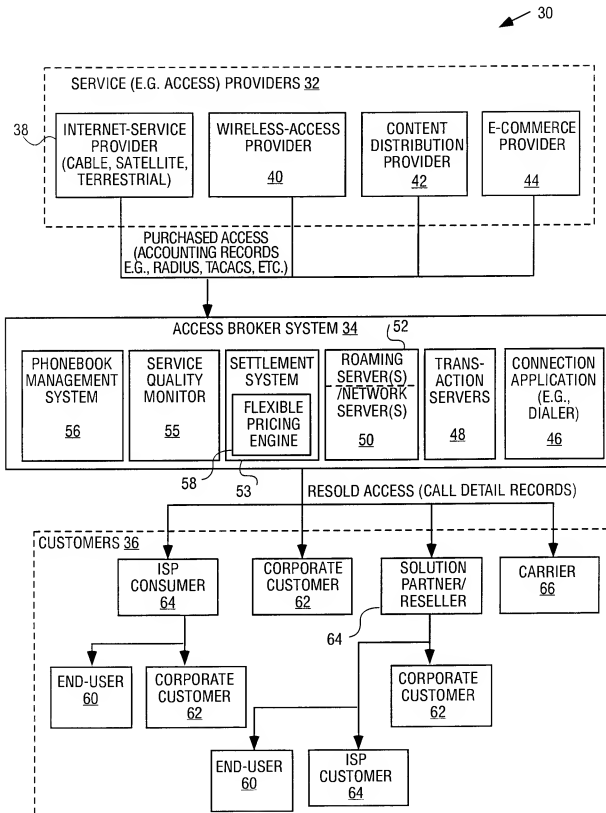 30
SERVICE (E.G. ACCESS) PROVIDERS 32
38
INTERNET-SERVICE
PROVIDER
(CABLE, SATELLITE,
TERRESTRIAL)
WIRELESS-ACCESS
PROVIDER
40
CONTENT
DISTRIBUTION
PROVIDER
42
E-COMMERCE
PROVIDER
44
PURCHASED ACCESS
(ACCOUNTING RECORDS
E.G., RADIUS, TACACS, ETC.)
ACCESS BROKER SYSTEM 34
52
PHONEBOOK
MANAGEMENT
SYSTEM
56
SERVICE
QUALITY
MONITOR
55
SETTLEMENT
SYSTEM
FLEXIBLE
PRICING
ENGINE
ROAMING
SERVER(S)
/NETWORK
SERVER(S)
50
TRANS-
ACTION
SERVERS
48
CONNECTION
APPLICATION
(E.G.,
DIALER)
46
58
53
RESOLD ACCESS (CALL DETAIL RECORDS)
CUSTOMERS 36
ISP
CONSUMER
64
CORPORATE
CUSTOMER
62
SOLUTION
PARTNER/
RESELLER
CARRIER
66
64
END-USER
60
CORPORATE
CUSTOMER
62
CORPORATE
CUSTOMER
62
END-USER
60
ISP
CUSTOMER
64